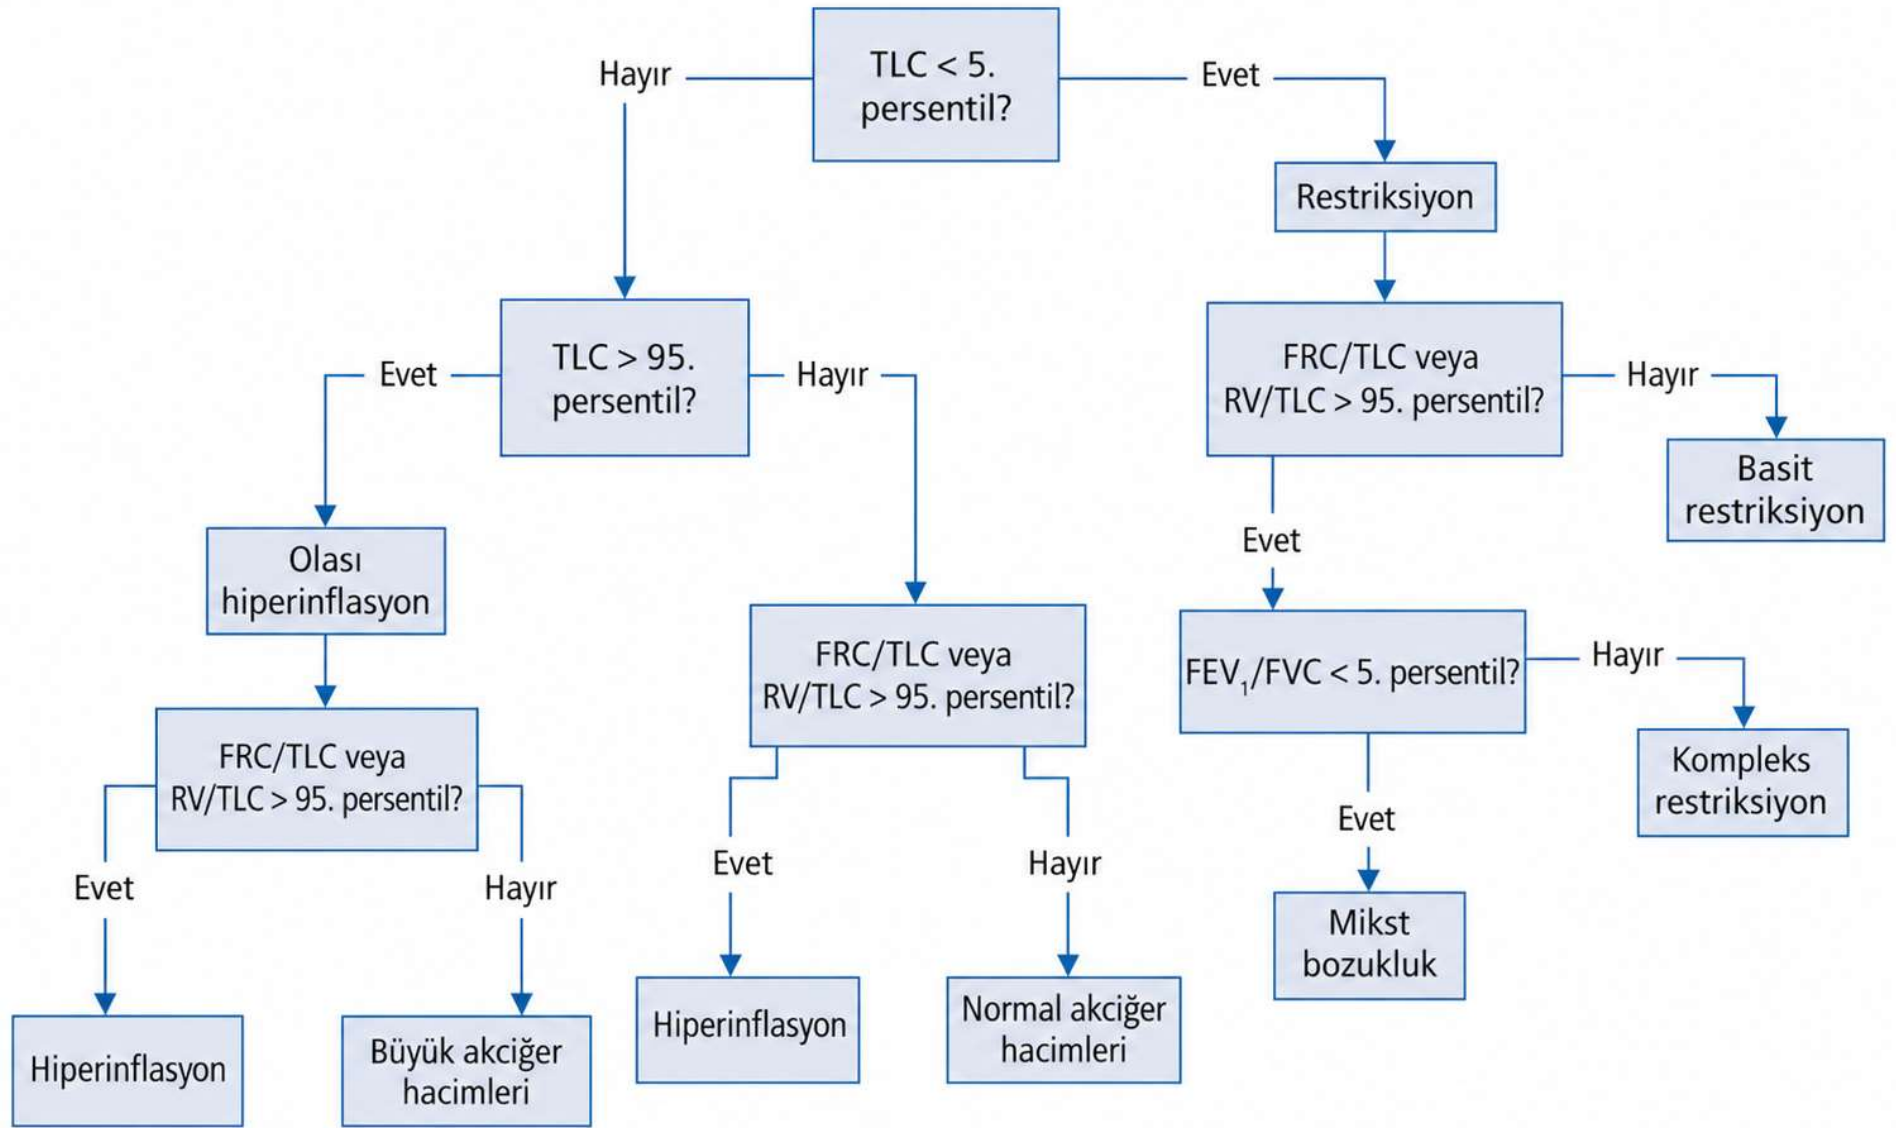 TLC < 5.
persentil?
Hayır
Evet
Restriksiyon
TLC > 95.
persentil?
Evet
Hayır
FRC/TLC veya
RV/TLC > 95. persentil?
Hayır
Basit
restriksiyon
Evet
Olası
hiperinflasyon
FRC/TLC veya
RV/TLC > 95. persentil?
FEV₁/FVC < 5. persentil?
Hayır
Kompleks
restriksiyon
FRC/TLC veya
RV/TLC > 95. persentil?
Evet
Hayır
Evet
Hayır
Evet
Mikst
bozukluk
Hiperinflasyon
Büyük akciğer
hacimleri
Hiperinflasyon
Normal akciğer
hacimleri